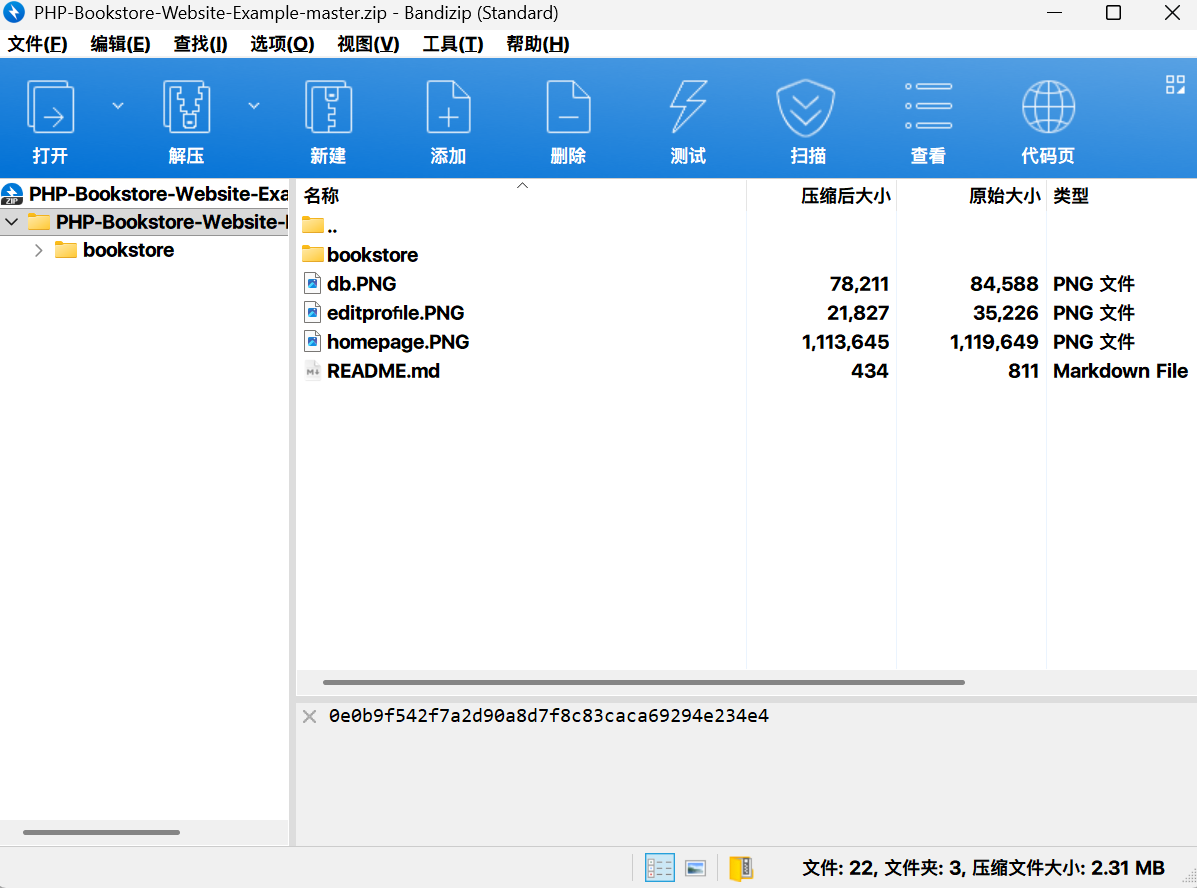 PHP-Bookstore-Website-Example-master.zip - Bandizip (Standard)
文件(F) 编辑(E) 查找(I) 选项(O) 视图(V) 工具(T) 帮助(H)
打开 解压 新建 添加 删除 测试 扫描 查看 代码页
PHP-Bookstore-Website-Exa
PHP-Bookstore-Website-
bookstore
名称 压缩后大小 原始大小 类型
..
bookstore
db.PNG 78,211 84,588 PNG 文件
editprofile.PNG 21,827 35,226 PNG 文件
homepage.PNG 1,113,645 1,119,649 PNG 文件
README.md 434 811 Markdown File
0e0b9f542f7a2d90a8d7f8c83caca69294e234e4
文件: 22, 文件夹: 3, 压缩文件大小: 2.31 MB